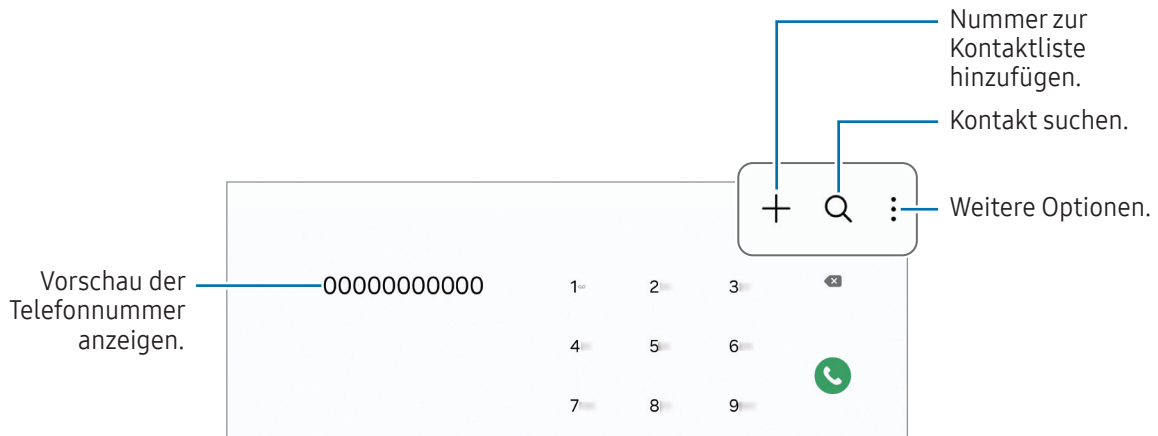 Nummer zur
Kontaktliste
hinzufügen.
Kontakt suchen.
Weitere Optionen.
Vorschau der
Telefonnummer
anzeigen.
00000000000
1 2 3
4 5 6
7 8 9